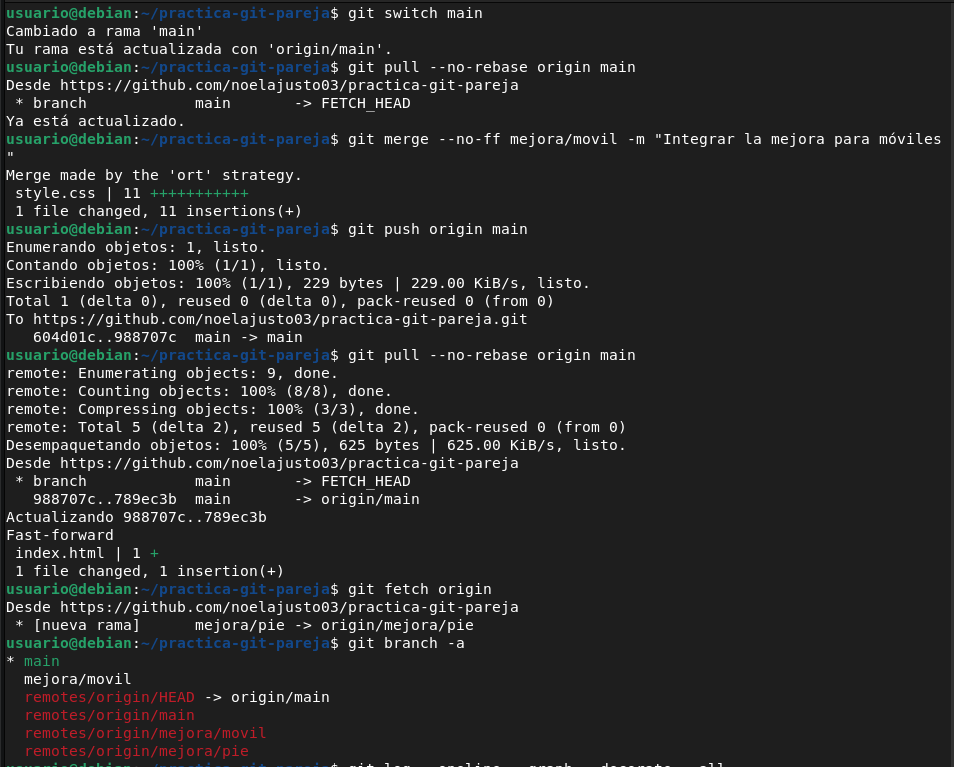 usuario@debian:~/practica-git-pareja$ git switch main
Cambiado a rama 'main'
Tu rama está actualizada con 'origin/main'.
usuario@debian:~/practica-git-pareja$ git pull --no-rebase origin main
Desde https://github.com/noelajusto03/practica-git-pareja
 * branch            main       -> FETCH_HEAD
Ya está actualizado.
usuario@debian:~/practica-git-pareja$ git merge --no-ff mejora/movil -m "Integrar la mejora para móviles
"
Merge made by the 'ort' strategy.
 style.css | 11 +++++++++++
 1 file changed, 11 insertions(+)
usuario@debian:~/practica-git-pareja$ git push origin main
Enumerando objetos: 1, listo.
Contando objetos: 100% (1/1), listo.
Escribiendo objetos: 100% (1/1), 229 bytes | 229.00 KiB/s, listo.
Total 1 (delta 0), reused 0 (delta 0), pack-reused 0 (from 0)
To https://github.com/noelajusto03/practica-git-pareja.git
   604d01c..988707c  main -> main
usuario@debian:~/practica-git-pareja$ git pull --no-rebase origin main
remote: Enumerating objects: 9, done.
remote: Counting objects: 100% (8/8), done.
remote: Compressing objects: 100% (3/3), done.
remote: Total 5 (delta 2), reused 5 (delta 2), pack-reused 0 (from 0)
Desempaquetando objetos: 100% (5/5), 625 bytes | 625.00 KiB/s, listo.
Desde https://github.com/noelajusto03/practica-git-pareja
 * branch            main       -> FETCH_HEAD
   988707c..789ec3b  main       -> origin/main
Actualizando 988707c..789ec3b
Fast-forward
 index.html | 1 +
 1 file changed, 1 insertion(+)
usuario@debian:~/practica-git-pareja$ git fetch origin
Desde https://github.com/noelajusto03/practica-git-pareja
 * [nueva rama]      mejora/pie -> origin/mejora/pie
usuario@debian:~/practica-git-pareja$ git branch -a
* main
  mejora/movil
  remotes/origin/HEAD -> origin/main
  remotes/origin/main
  remotes/origin/mejora/movil
  remotes/origin/mejora/pie